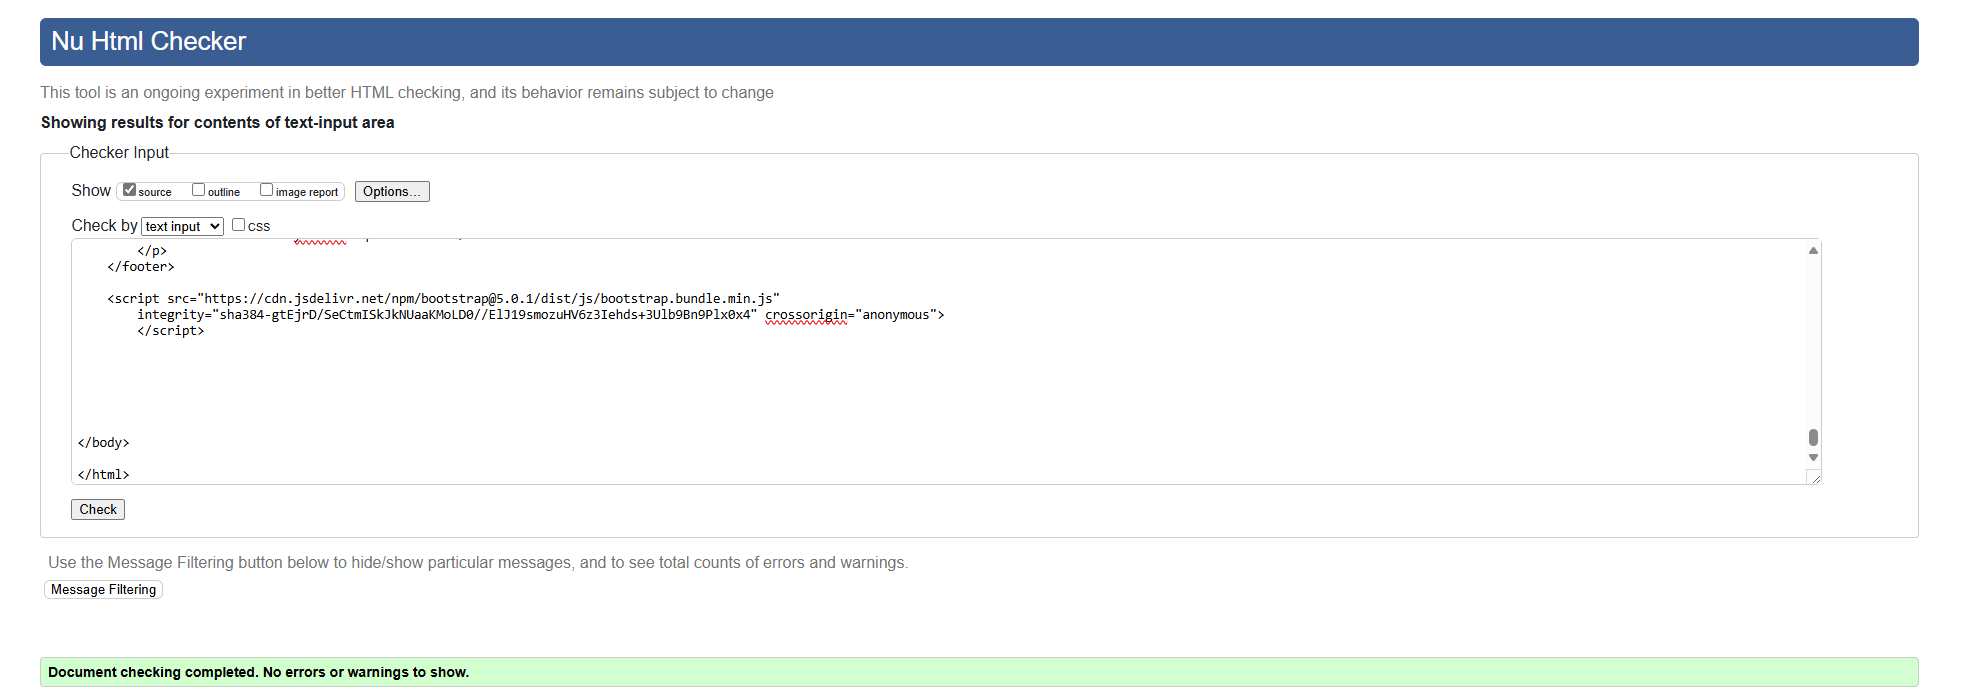 Nu Html Checker
This tool is an ongoing experiment in better HTML checking, and its behavior remains subject to change
Showing results for contents of text-input area
Checker Input
Show source outline image report Options...
Check by text input css
</p>
</footer>
<script src="https://cdn.jsdelivr.net/npm/bootstrap@5.0.1/dist/js/bootstrap.bundle.min.js"
integrity="sha384-gtEjrD/SeCtmISkJkNUaaKMoLD0//ElJ19smozuHV6z3Iehds+3Ulb9Bn9Plx0x4" crossorigin="anonymous">
</script>
</body>
</html>
Check
Use the Message Filtering button below to hide/show particular messages, and to see total counts of errors and warnings.
Message Filtering
Document checking completed. No errors or warnings to show.